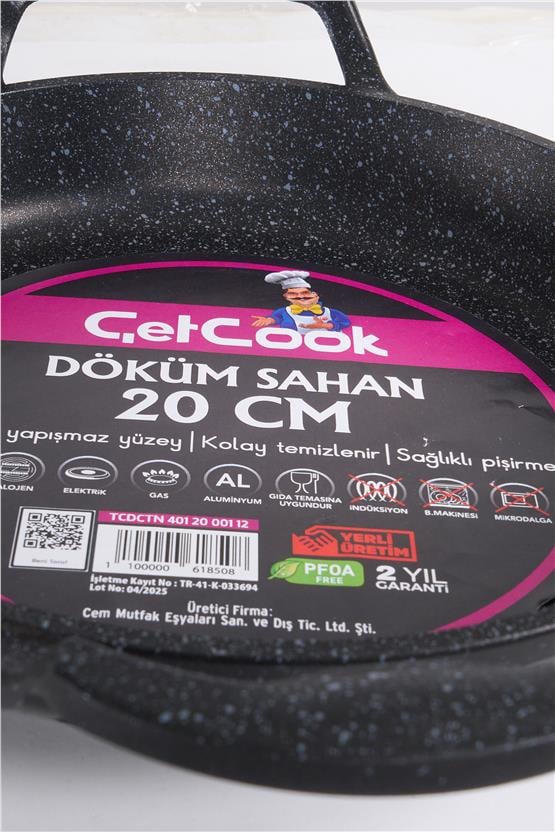 GetCook
DÖKÜM SAHAN
20 CM
yapışmaz yüzey | Kolay temizlenir | Sağlıklı pişirme
ALOJEN
ELEKTRİK
GAS
AL
ALUMİNYUM
GIDA TEMASINA
UYGUNDUR
İNDÜKSİYON
B.MAKİNESİ
MİKRODALGA
TCDCTN 401 20 001 12
1 100000 618508
Beni Tara!
İşletme Kayıt No : TR-41-K-033694
Lot No: 04/2025
YERLİ
ÜRETİM
PFOA
FREE
2 YIL
GARANTİ
Üretici Firma:
Cem Mutfak Eşyaları San. ve Dış Tic. Ltd. Şti.